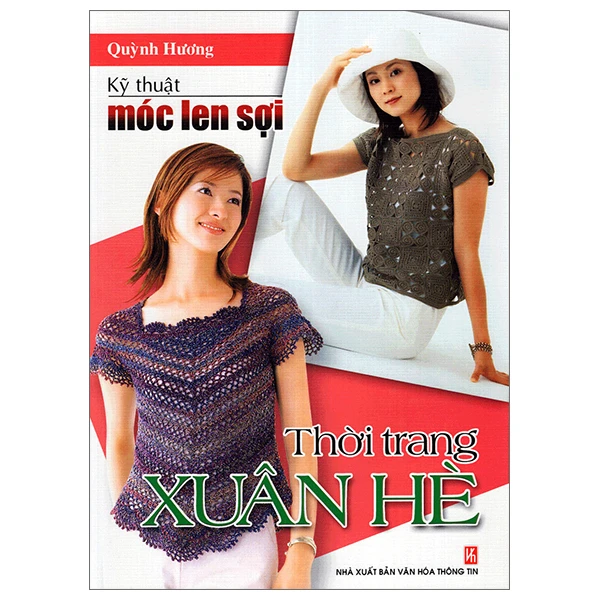 Quỳnh Hương
Kỹ thuật
móc len sợi
Thời trang
XUÂN HÈ
NHÀ XUẤT BẢN VĂN HÓA THÔNG TIN